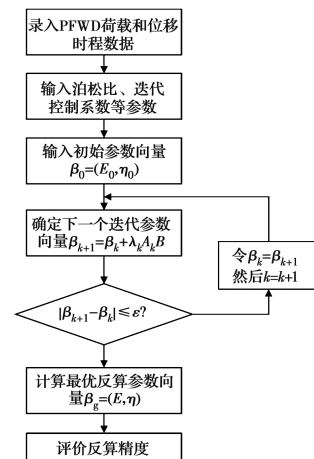 录入PFWD荷载和位移
时程数据
输入泊松比、迭代
控制系数等参数
输入初始参数向量
β₀=(E₀,η₀)
确定下一个迭代参数
向量βₖ₊₁=βₖ+λₖAₖB
令βₖ=βₖ₊₁
然后k=k+1
|βₖ₊₁−βₖ|≤ε?
计算最优反算参数向
量βg=(E,η)
评价反算精度